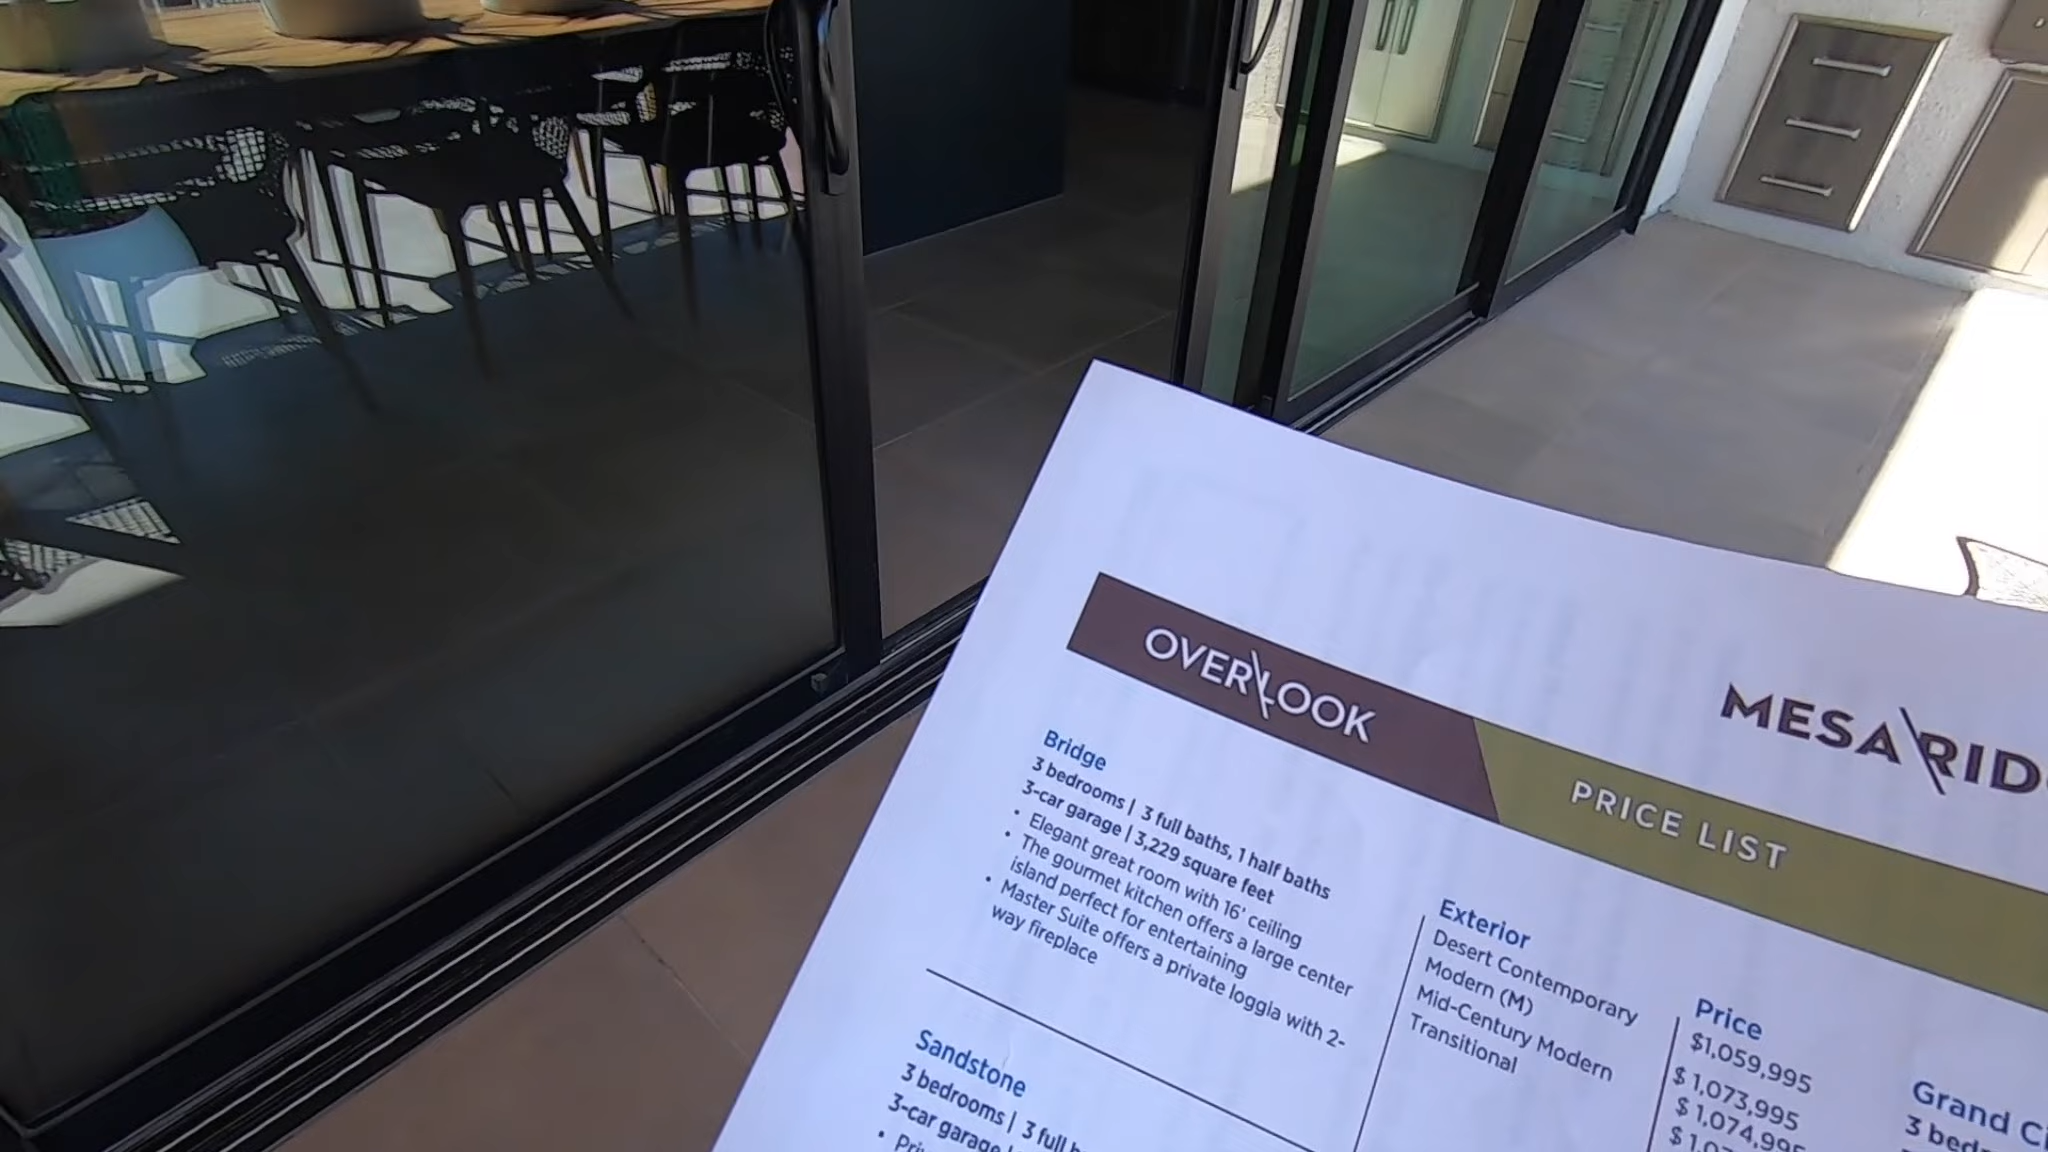 OVERLOOK
MESA RID
PRICE LIST
Bridge
3 bedrooms | 3 full baths, 1 half baths
3-car garage | 3,229 square feet
• Elegant great room with 16' ceiling
• The gourmet kitchen offers a large center
island perfect for entertaining
• Master Suite offers a private loggia with 2-
way fireplace
Exterior
Desert Contemporary
Modern (M)
Mid-Century Modern
Transitional
Price
$1,059,995
$1,073,995
$1,074,995
Sandstone
3 bedrooms | 3 full
3-car garage
Grand
3